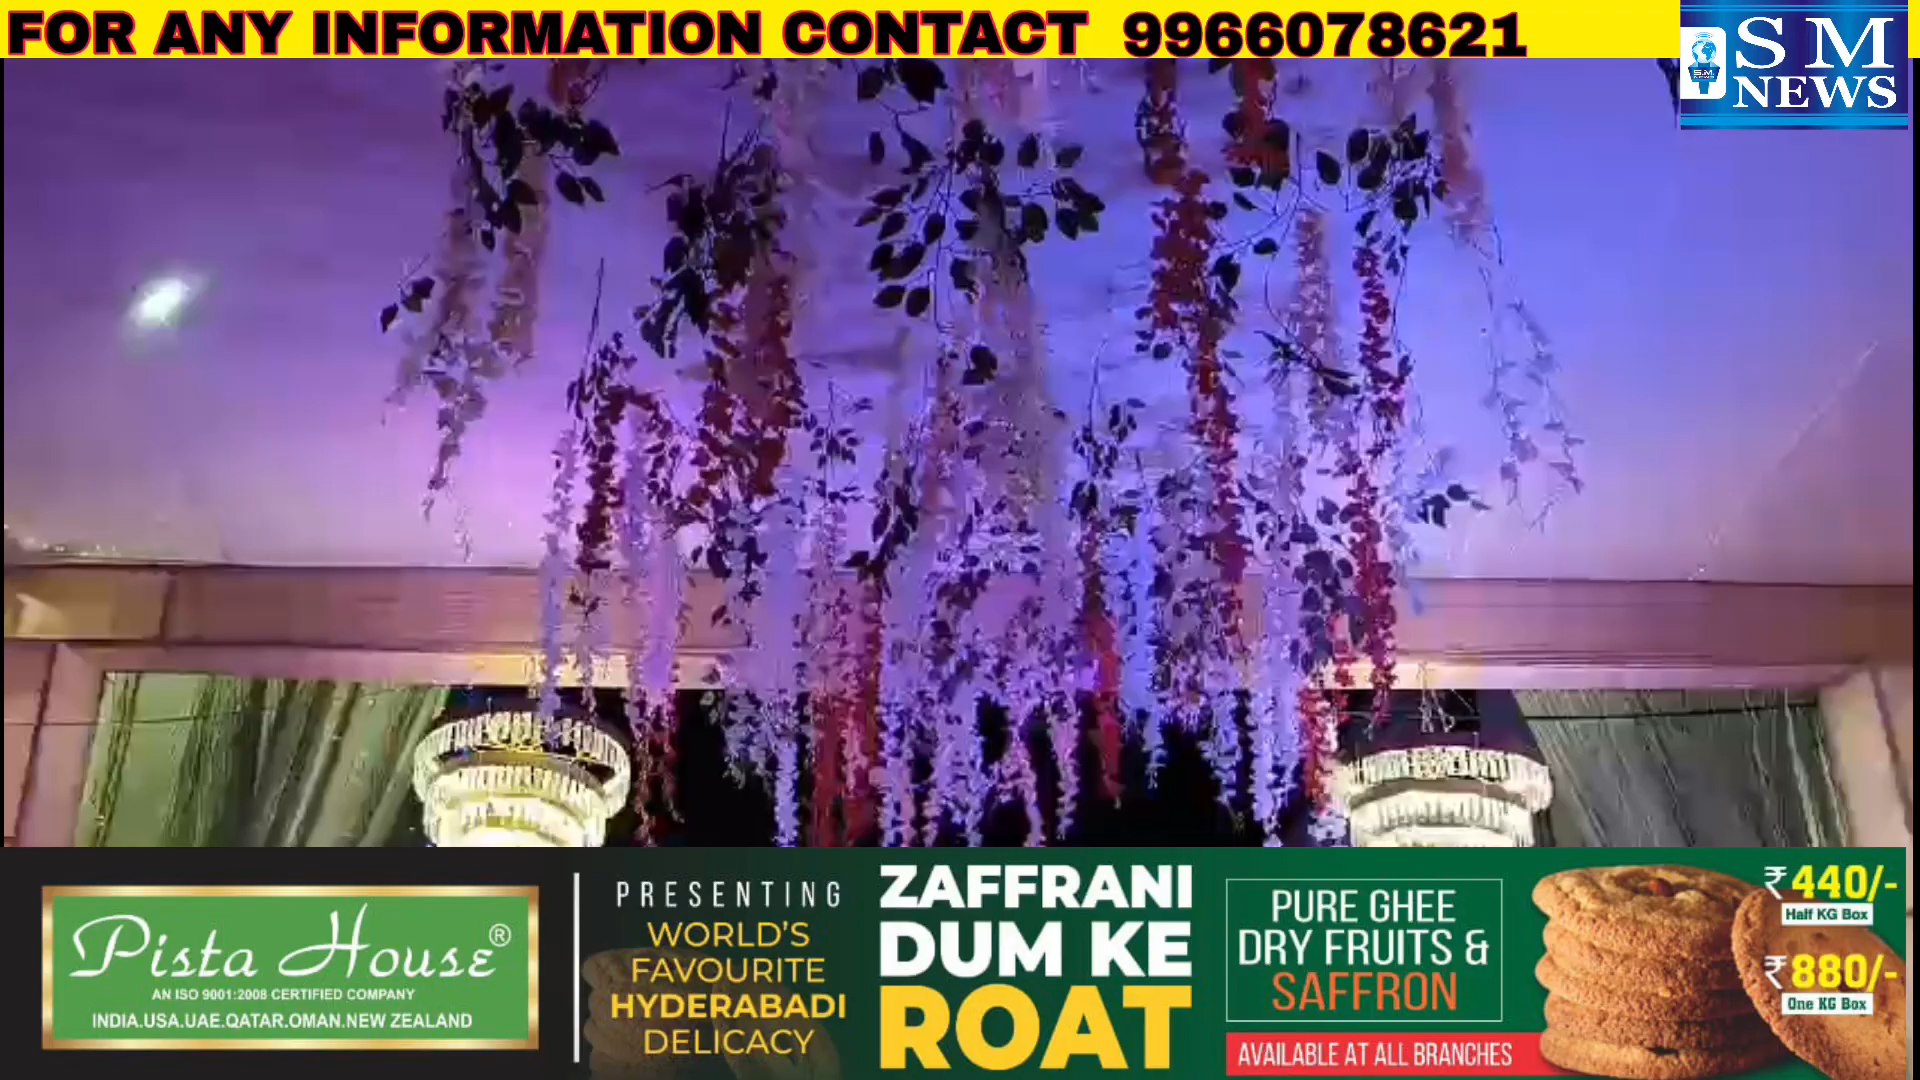 FOR ANY INFORMATION CONTACT 9966078621
S M
NEWS
S.M.
Pista House®
AN ISO 9001:2008 CERTIFIED COMPANY
INDIA.USA.UAE.QATAR.OMAN.NEW ZEALAND
PRESENTING
WORLD'S
FAVOURITE
HYDERABADI
DELICACY
ZAFFRANI
DUM KE
ROAT
PURE GHEE
DRY FRUITS &
SAFFRON
AVAILABLE AT ALL BRANCHES
₹440/-
Half KG Box
₹880/-
One KG Box